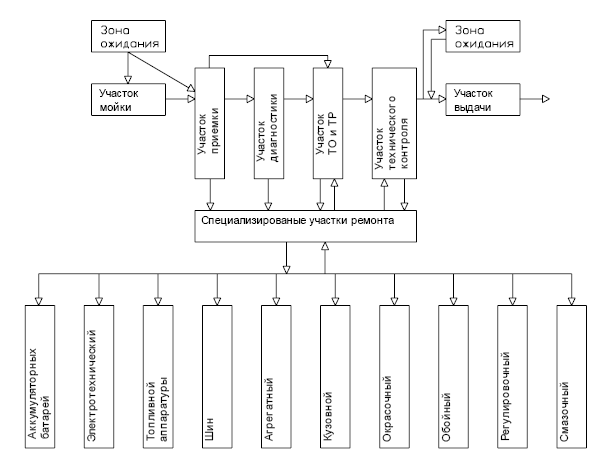 Зона
ожидания
Зона
ожидания
Участок
мойки
Участок
приемки
Участок
диагностики
Участок
ТО и ТР
Участок
технического
контроля
Участок
выдачи
Специализированые участки ремонта
Аккумуляторных
батарей
Электротехнический
Топливной
аппаратуры
Шин
Агрегатный
Кузовной
Окрасочный
Обойный
Регулировочный
Смазочный